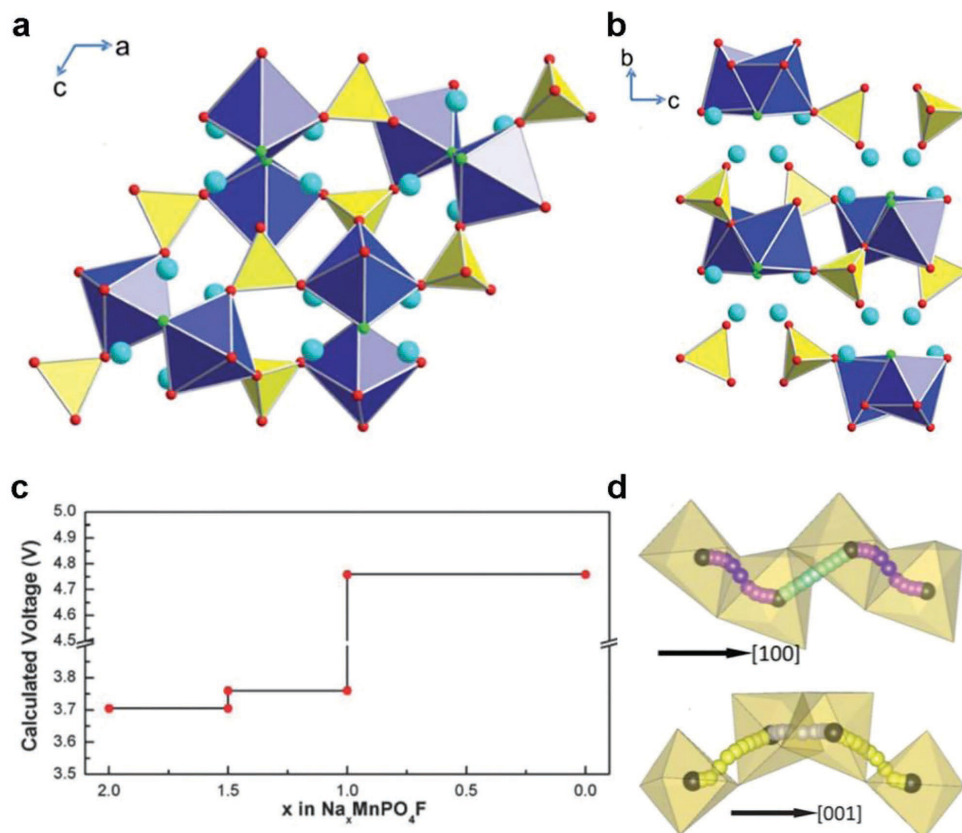 a
a
c
b
b
c
c
5.0
4.9
4.8
4.7
4.6
4.5
3.8
3.7
3.6
3.5
Calculated Voltage (V)
2.0 1.5 1.0 0.5 0.0
x in NaₓMnPO₄F
d
[100]
[001]